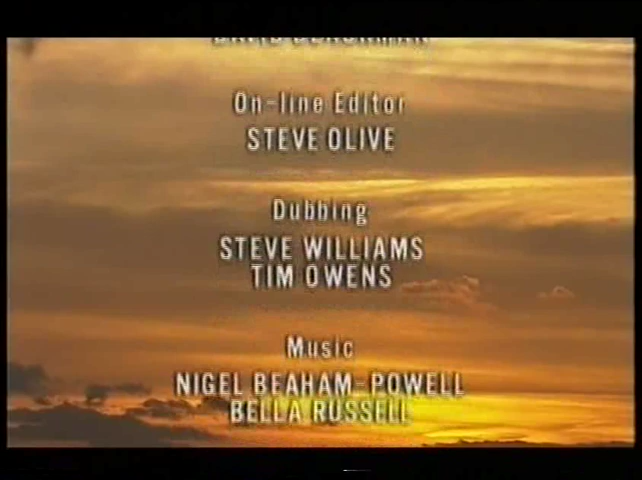 On-line Editor
STEVE OLIVE
Dubbing
STEVE WILLIAMS
TIM OWENS
Music
NIGEL BEAHAM-POWELL
BELLA RUSSELL